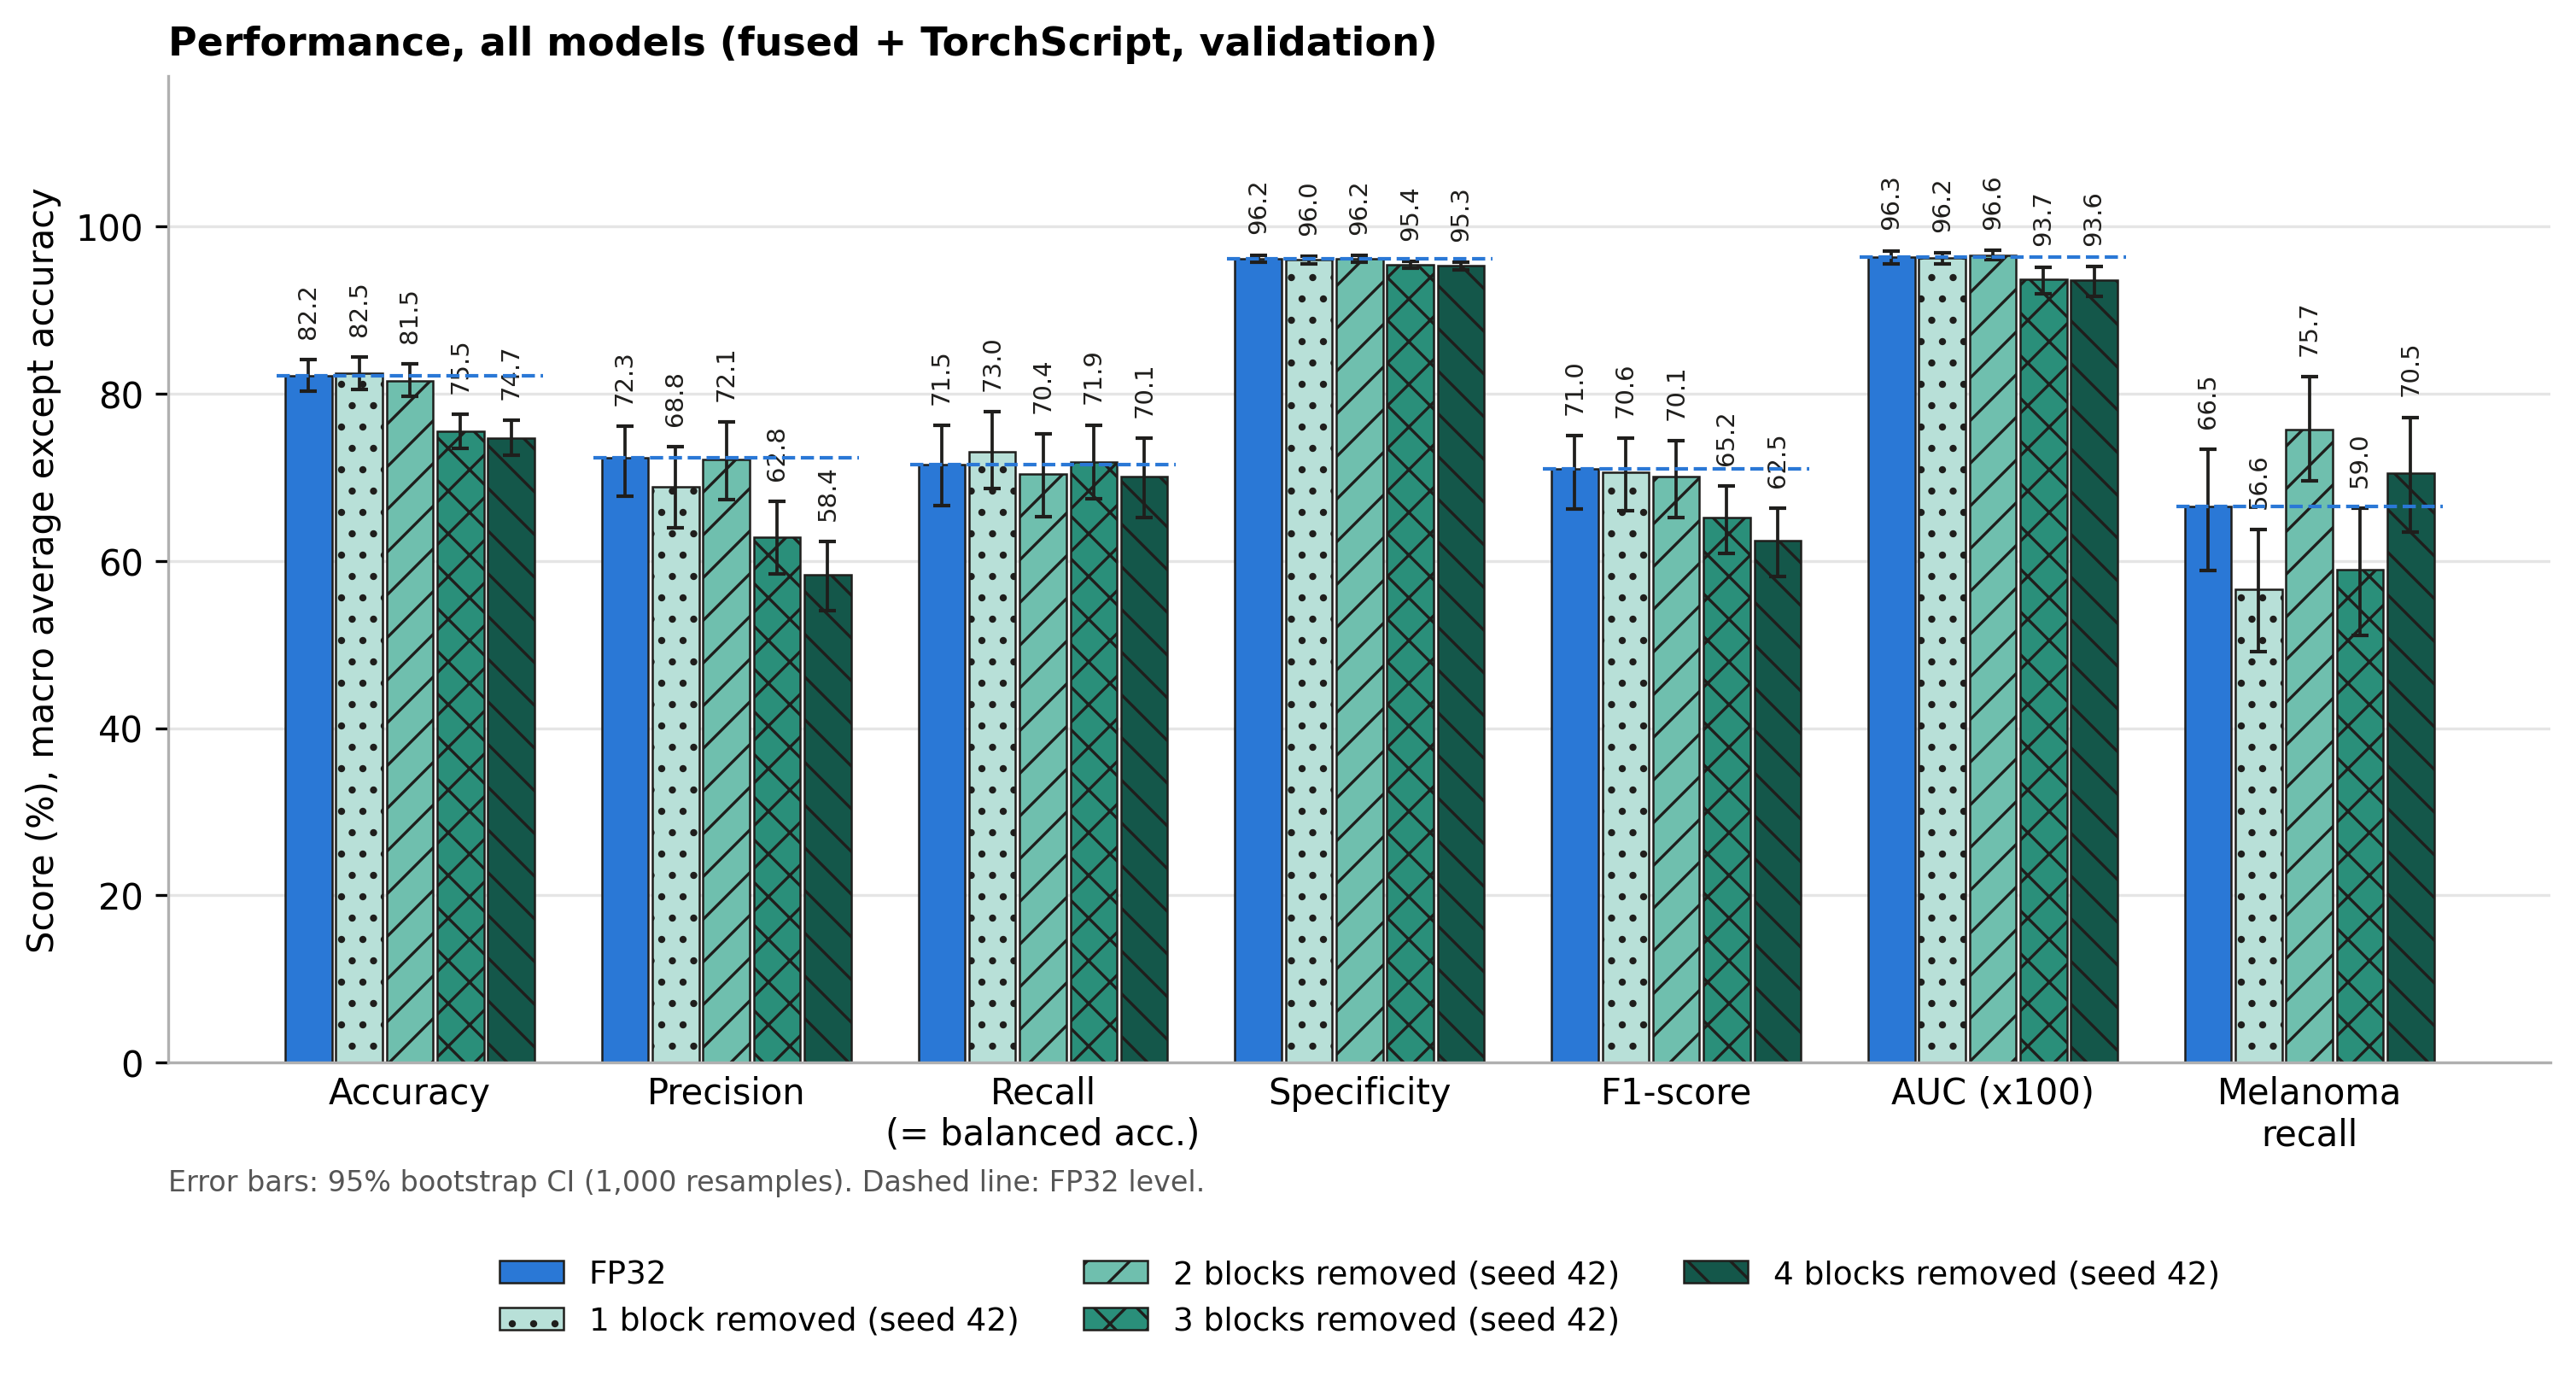 Performance, all models (fused + TorchScript, validation)
Score (%), macro average except accuracy
100
80
60
40
20
0
82.2 82.5 81.5 75.5 74.7
72.3 68.8 72.1 62.8 58.4
71.5 73.0 70.4 71.9 70.1
96.2 96.0 96.2 95.4 95.3
71.0 70.6 70.1 65.2 62.5
96.3 96.2 96.6 93.7 93.6
66.5 56.6 75.7 59.0 70.5
Accuracy
Precision
Recall
(= balanced acc.)
Specificity
F1-score
AUC (x100)
Melanoma
recall
Error bars: 95% bootstrap CI (1,000 resamples). Dashed line: FP32 level.
FP32
1 block removed (seed 42)
2 blocks removed (seed 42)
3 blocks removed (seed 42)
4 blocks removed (seed 42)